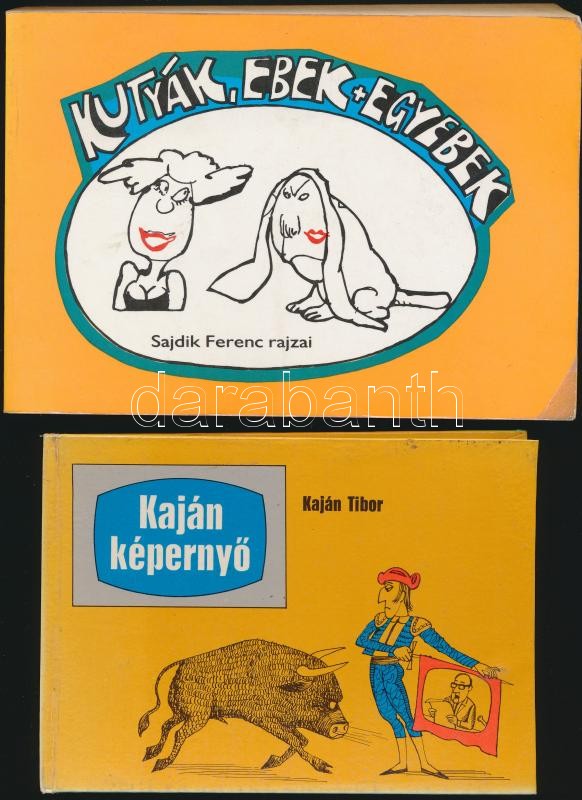 KUTYÁK, EBEK + EGYEBEK
Sajdik Ferenc rajzai
darabanth
Kaján
képernyő
Kaján Tibor